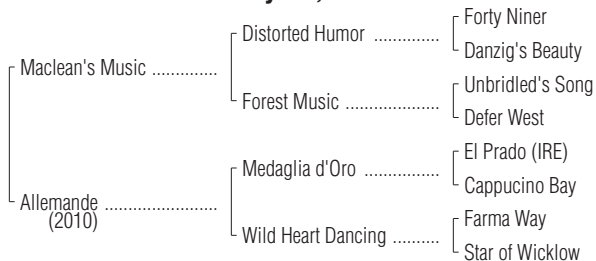 Distorted Humor ..............
Forty Niner
Danzig's Beauty
Maclean's Music ..............
Forest Music ....................
Unbridled's Song
Defer West
Medaglia d'Oro ................
El Prado (IRE)
Cappucino Bay
Allemande ........................
(2010)
Wild Heart Dancing ..........
Farma Way
Star of Wicklow